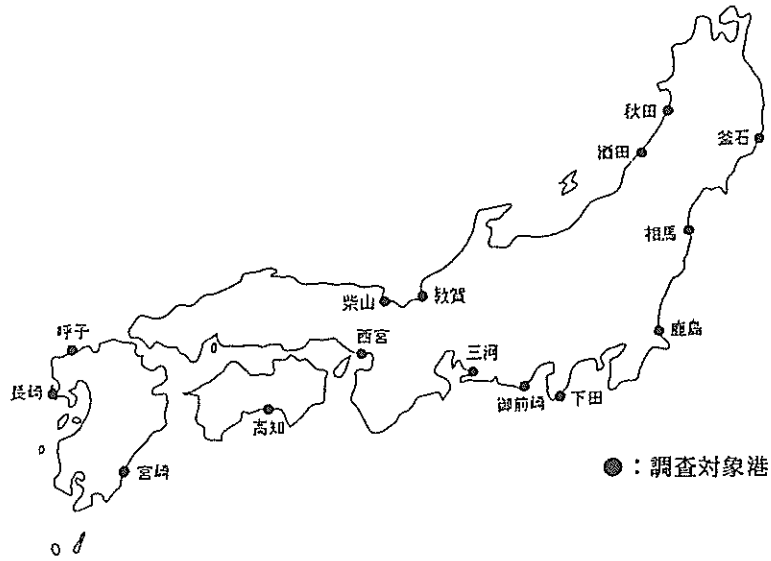 秋田
釜石
酒田
相馬
柴山
敦賀
呼子
西宮
鹿島
三河
長崎
御前崎
下田
高知
宮崎
●：調査対象港